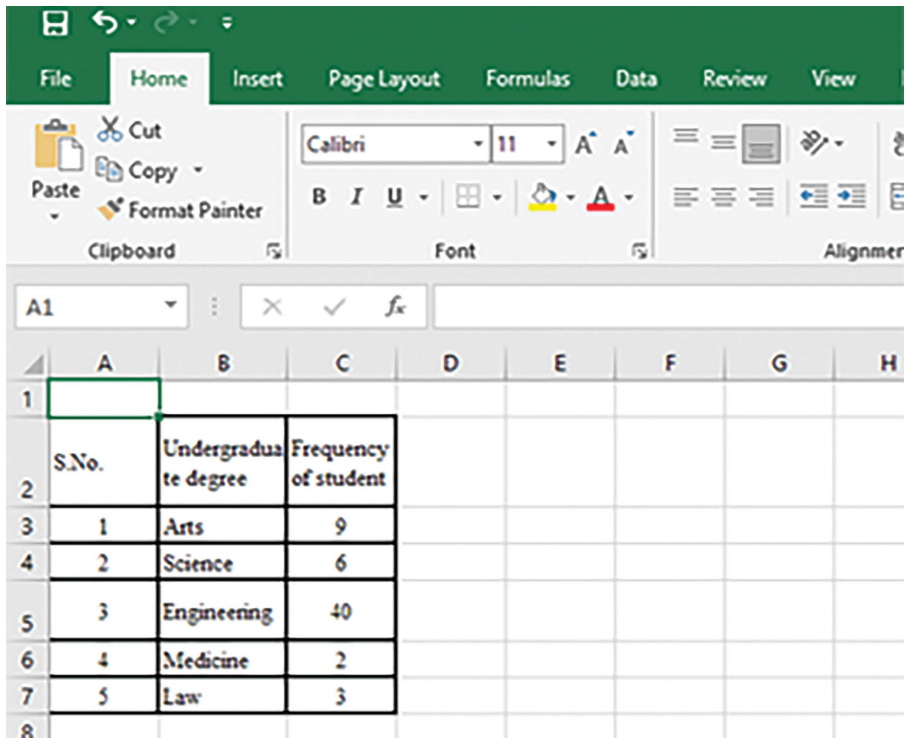 File Home Insert Page Layout Formulas Data Review View
Cut
Copy
Paste
Format Painter
Calibri 11 A A
B I U A
Clipboard Font Alignmen
A1 fx
A B C D E F G H
1
2 S.No. Undergradua Frequency
te degree of student
3 1 Arts 9
4 2 Science 6
5 3 Engineering 40
6 4 Medicine 2
7 5 Law 3
8